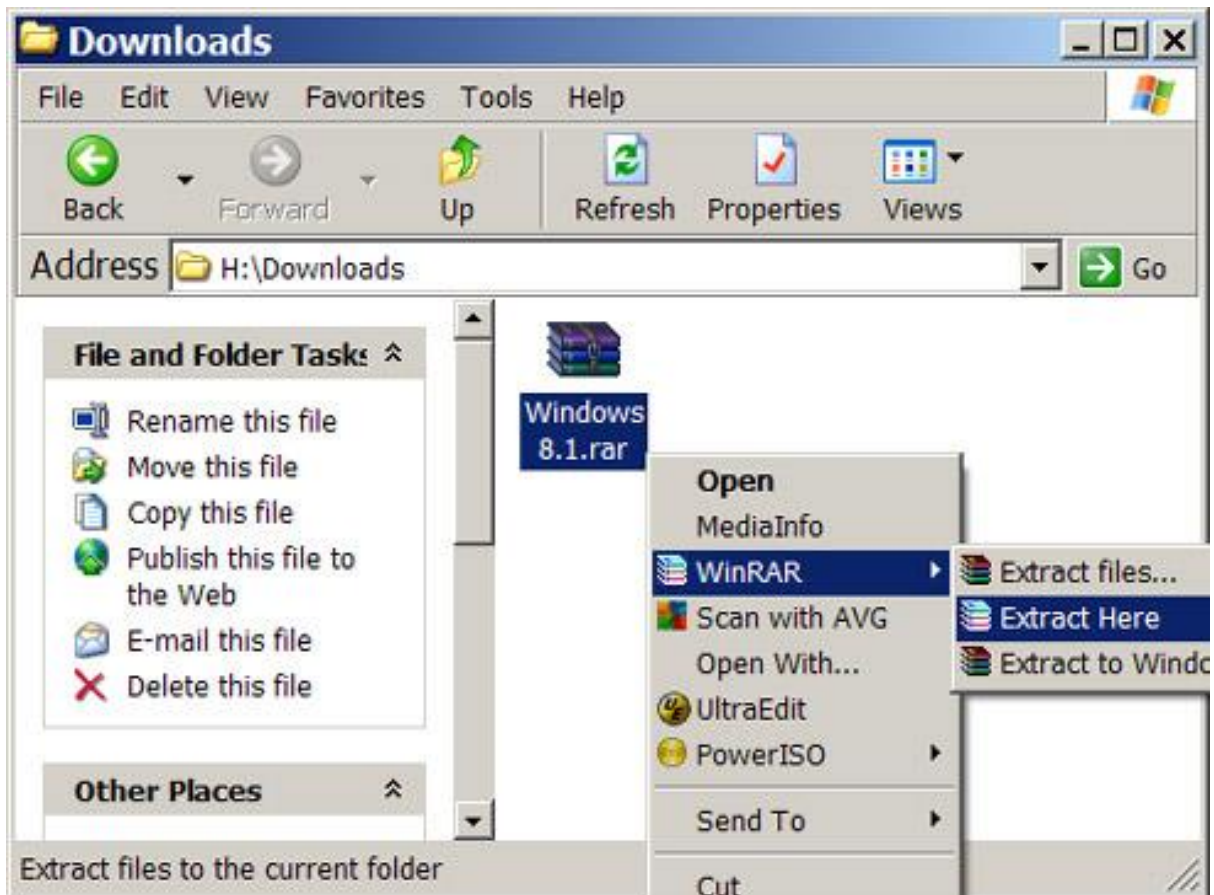 Downloads
File Edit View Favorites Tools Help
Back Forward Up Refresh Properties Views
Address H:\Downloads Go
File and Folder Tasks
Rename this file
Move this file
Copy this file
Publish this file to
the Web
E-mail this file
Delete this file
Other Places
Windows
8.1.rar
Open
MediaInfo
WinRAR
Scan with AVG
Open With...
UltraEdit
PowerISO
Send To
Cut
Extract files...
Extract Here
Extract to Windo
Extract files to the current folder